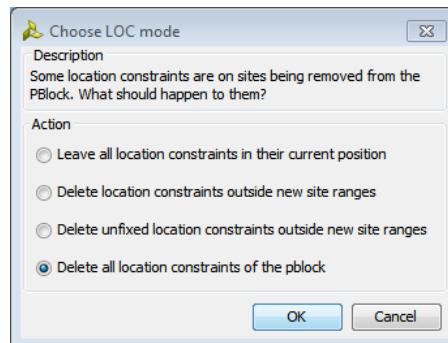 Choose LOC mode
Description
Some location constraints are on sites being removed from the
PBlock. What should happen to them?
Action
Leave all location constraints in their current position
Delete location constraints outside new site ranges
Delete unfixed location constraints outside new site ranges
Delete all location constraints of the pblock
OK Cancel